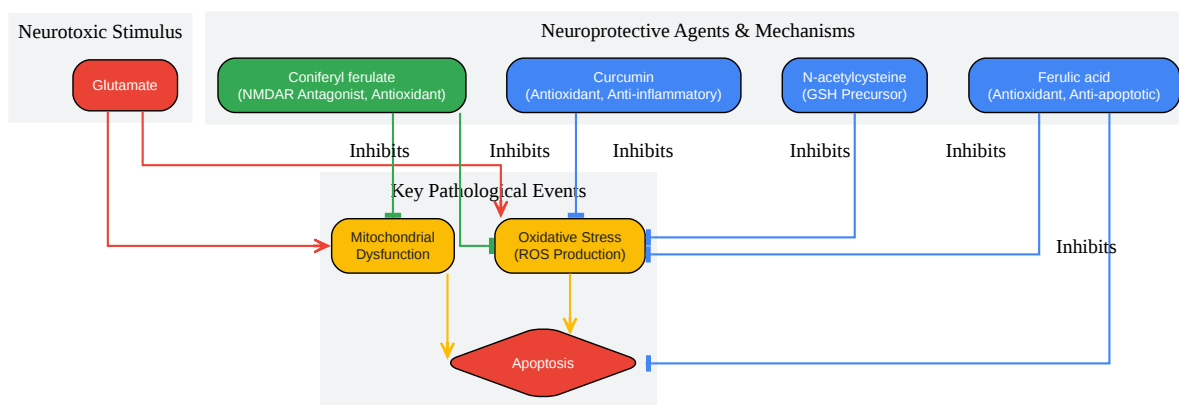 Neurotoxic Stimulus
Neuroprotective Agents & Mechanisms
Glutamate
Coniferyl ferulate
(NMDAR Antagonist, Antioxidant)
Curcumin
(Antioxidant, Anti-inflammatory)
N-acetylcysteine
(GSH Precursor)
Ferulic acid
(Antioxidant, Anti-apoptotic)
Inhibits
Inhibits
Inhibits
Inhibits
Inhibits
Key Pathological Events
Mitochondrial
Dysfunction
Oxidative Stress
(ROS Production)
Inhibits
Apoptosis